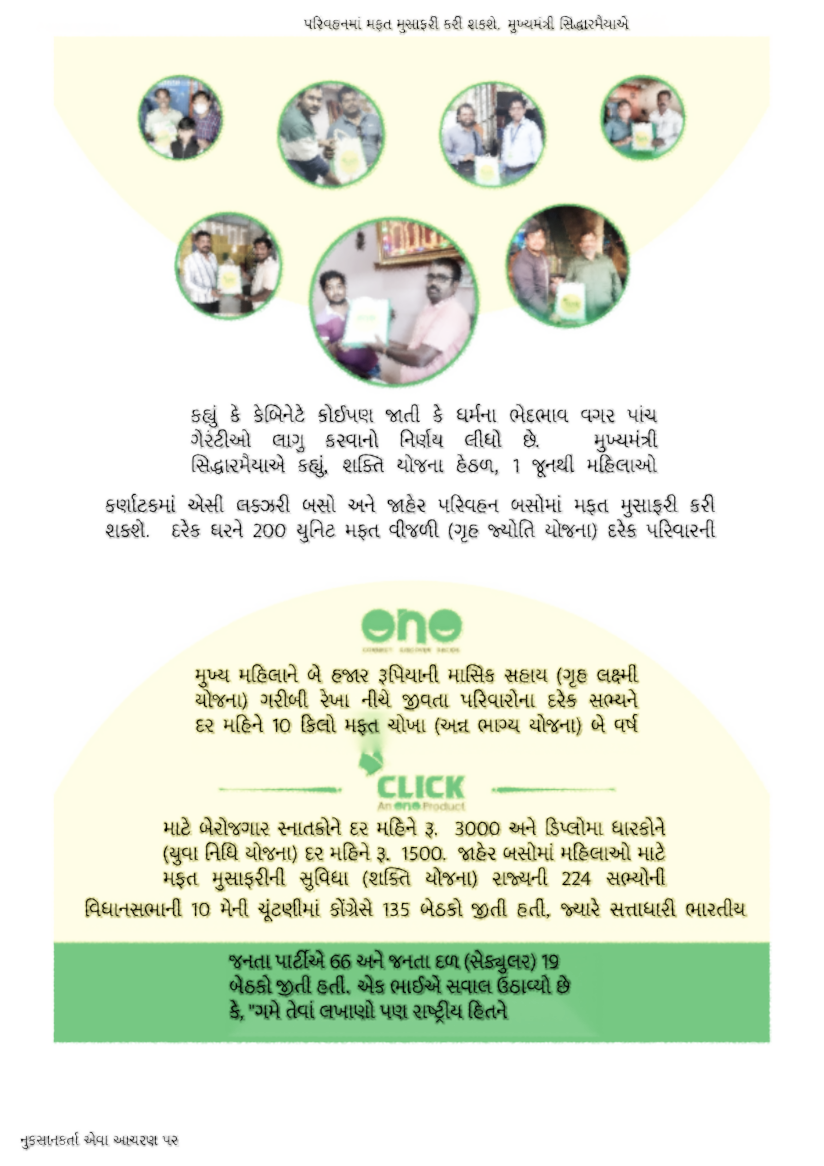 પરિવહનમાં મફત મુસાફરી કરી શકશે. મુખ્યમંત્રી સિદ્ધારમૈયાએ
કહ્યું કે કેબિનેટે કોઈપણ જાતી કે ધર્મના ભેદભાવ વગર પાંચ
ગેરંટીઓ લાગુ કરવાનો નિર્ણય લીધો છે. મુખ્યમંત્રી
સિદ્ધારમૈયાએ કહ્યું, શક્તિ યોજના હેઠળ, 1 જૂનથી મહિલાઓ
કર્ણાટકમાં એસી લક્ઝરી બસો અને જાહેર પરિવહન બસોમાં મફત મુસાફરી કરી
શકશે. દરેક ઘરને 200 યુનિટ મફત વીજળી (ગૃહ જ્યોતિ યોજના) દરેક પરિવારની
ono
મુખ્ય મહિલાને બે હજાર રૂપિયાની માસિક સહાય (ગૃહ લક્ષ્મી
યોજના) ગરીબી રેખા નીચે જીવતા પરિવારોના દરેક સભ્યને
દર મહિને 10 કિલો મફત ચોખા (અન્ન ભાગ્ય યોજના) બે વર્ષ
CLICK
An ono Product
માટે બેરોજગાર સ્નાતકોને દર મહિને રૂ. 3000 અને ડિપ્લોમા ધારકોને
(યુવા નિધિ યોજના) દર મહિને રૂ. 1500. જાહેર બસોમાં મહિલાઓ માટે
મફત મુસાફરીની સુવિધા (શક્તિ યોજના) રાજ્યની 224 સભ્યોની
વિધાનસભાની 10 મેની ચૂંટણીમાં કોંગ્રેસે 135 બેઠકો જીતી હતી, જ્યારે સત્તાધારી ભારતીય
જનતા પાર્ટીએ 66 અને જનતા દળ (સેક્યુલર) 19
બેઠકો જીતી હતી. એક ભાઈએ સવાલ ઉઠાવ્યો છે
કે, "ગમે તેવાં લખાણો પણ રાષ્ટ્રીય હિતને
નુકસાનકર્તા એવા આચરણ પર